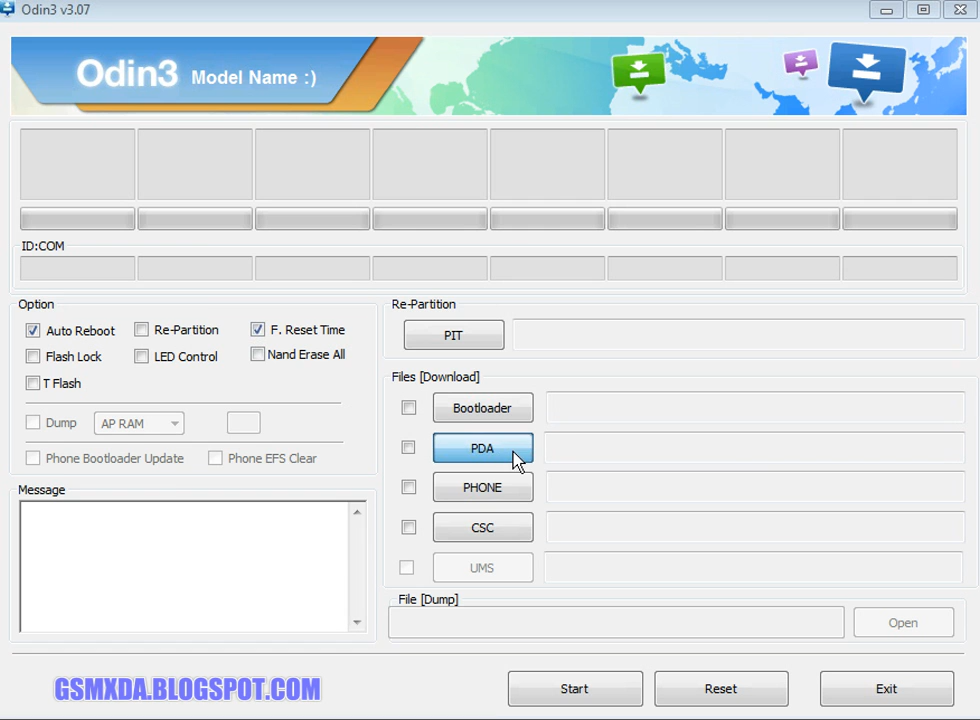 Odin3 v3.07
Odin3 Model Name :)
ID:COM
Option
Auto Reboot Re-Partition F. Reset Time
Flash Lock LED Control Nand Erase All
T Flash
Dump AP RAM
Phone Bootloader Update Phone EFS Clear
Message
Re-Partition
PIT
Files [Download]
Bootloader
PDA
PHONE
CSC
UMS
File [Dump]
Open
GSMXDA.BLOGSPOT.COM
Start Reset Exit